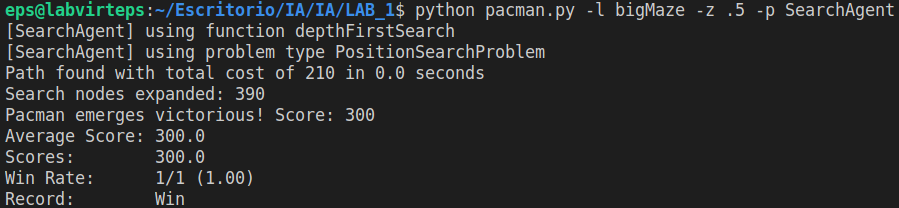 eps@labvirteps:~/Escritorio/IA/IA/LAB_1$ python pacman.py -l bigMaze -z .5 -p SearchAgent
[SearchAgent] using function depthFirstSearch
[SearchAgent] using problem type PositionSearchProblem
Path found with total cost of 210 in 0.0 seconds
Search nodes expanded: 390
Pacman emerges victorious! Score: 300
Average Score: 300.0
Scores:        300.0
Win Rate:      1/1 (1.00)
Record:        Win